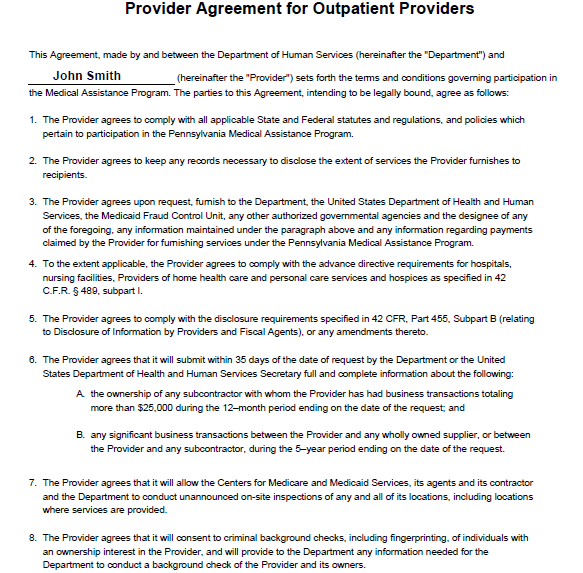 Provider Agreement for Outpatient Providers
This Agreement, made by and between the Department of Human Services (hereinafter the "Department") and
John Smith (hereinafter the "Provider") sets forth the terms and conditions governing participation in
the Medical Assistance Program. The parties to this Agreement, intending to be legally bound, agree as follows:
1. The Provider agrees to comply with all applicable State and Federal statutes and regulations, and policies which
pertain to participation in the Pennsylvania Medical Assistance Program.
2. The Provider agrees to keep any records necessary to disclose the extent of services the Provider furnishes to
recipients.
3. The Provider agrees upon request, furnish to the Department, the United States Department of Health and Human
Services, the Medicaid Fraud Control Unit, any other authorized governmental agencies and the designee of any
of the foregoing, any information maintained under the paragraph above and any information regarding payments
claimed by the Provider for furnishing services under the Pennsylvania Medical Assistance Program.
4. To the extent applicable, the Provider agrees to comply with the advance directive requirements for hospitals,
nursing facilities, Providers of home health care and personal care services and hospices as specified in 42
C.F.R. § 489, subpart I.
5. The Provider agrees to comply with the disclosure requirements specified in 42 CFR, Part 455, Subpart B (relating
to Disclosure of Information by Providers and Fiscal Agents), or any amendments thereto.
6. The Provider agrees that it will submit within 35 days of the date of request by the Department or the United
States Department of Health and Human Services Secretary full and complete information about the following:
A. the ownership of any subcontractor with whom the Provider has had business transactions totaling
more than $25,000 during the 12–month period ending on the date of the request; and
B. any significant business transactions between the Provider and any wholly owned supplier, or between
the Provider and any subcontractor, during the 5–year period ending on the date of the request.
7. The Provider agrees that it will allow the Centers for Medicare and Medicaid Services, its agents and its contractor
and the Department to conduct unannounced on-site inspections of any and all of its locations, including locations
where services are provided.
8. The Provider agrees that it will consent to criminal background checks, including fingerprinting, of individuals with
an ownership interest in the Provider, and will provide to the Department any information needed for the
Department to conduct a background check of the Provider and its owners.